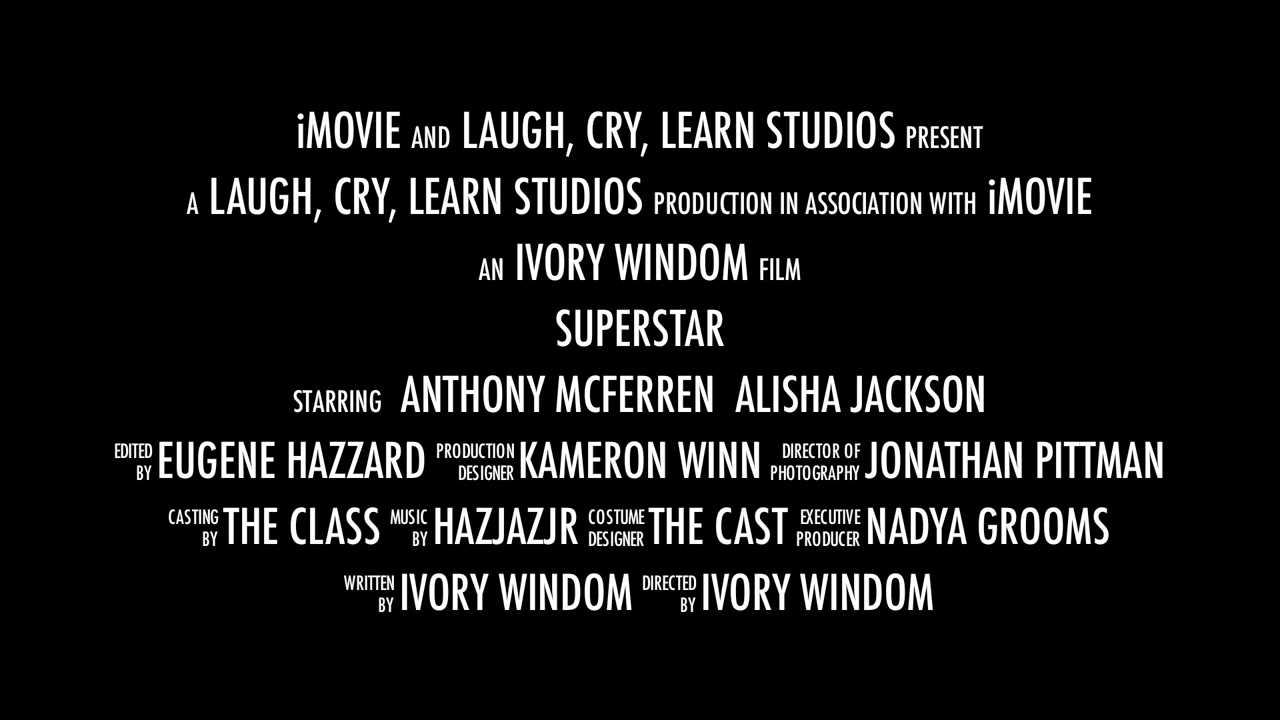 iMOVIE AND LAUGH, CRY, LEARN STUDIOS PRESENT
A LAUGH, CRY, LEARN STUDIOS PRODUCTION IN ASSOCIATION WITH iMOVIE
AN IVORY WINDOM FILM
SUPERSTAR
STARRING ANTHONY MCFERREN ALISHA JACKSON
EDITED BY EUGENE HAZZARD PRODUCTION DESIGNER KAMERON WINN DIRECTOR OF PHOTOGRAPHY JONATHAN PITTMAN
CASTING BY THE CLASS MUSIC BY HAZJAZJR COSTUME DESIGNER THE CAST EXECUTIVE PRODUCER NADYA GROOMS
WRITTEN BY IVORY WINDOM DIRECTED BY IVORY WINDOM